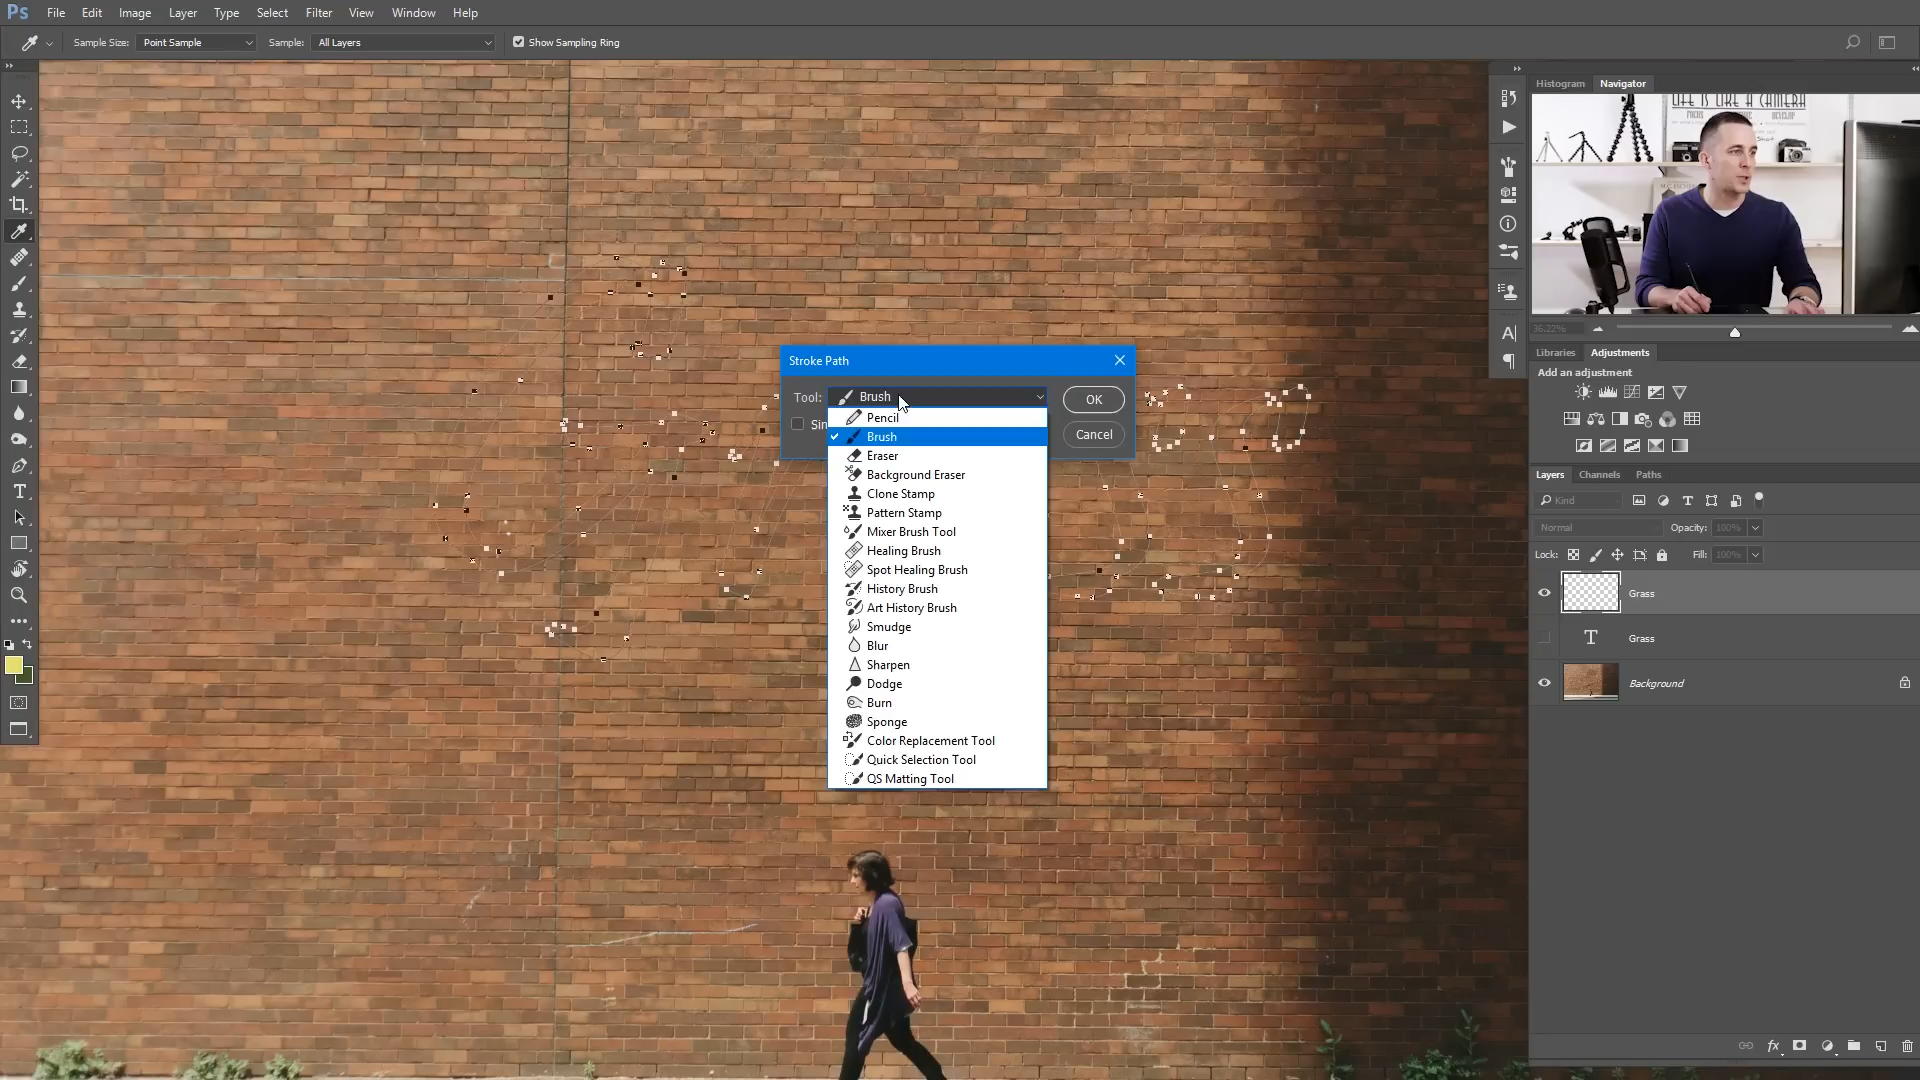 Ps File Edit Image Layer Type Select Filter View Window Help
Sample Size: Point Sample Sample: All Layers Show Sampling Ring
Histogram Navigator
LIFE IS LIKE A CAMERA
36.22%
Libraries Adjustments
Add an adjustment
Stroke Path
Tool: Brush OK
Sin Cancel
Pencil
Brush
Eraser
Background Eraser
Clone Stamp
Pattern Stamp
Mixer Brush Tool
Healing Brush
Spot Healing Brush
History Brush
Art History Brush
Smudge
Blur
Sharpen
Dodge
Burn
Sponge
Color Replacement Tool
Quick Selection Tool
QS Matting Tool
Layers Channels Paths
Kind
Normal Opacity: 100%
Lock: Fill: 100%
Grass
Grass
Background